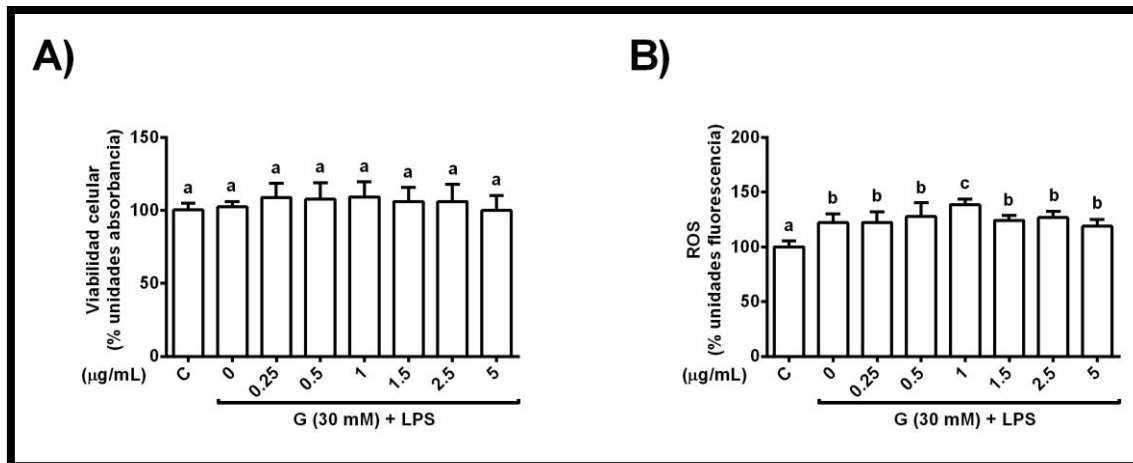 A)
Viabilidad celular
(% unidades absorbancia)
150
100
50
0
a a a a a a a a
(μg/mL) C 0 0.25 0.5 1 1.5 2.5 5
G (30 mM) + LPS
B)
ROS
(% unidades fluorescencia)
200
150
100
50
0
a b b b c b b b
(μg/mL) C 0 0.25 0.5 1 1.5 2.5 5
G (30 mM) + LPS